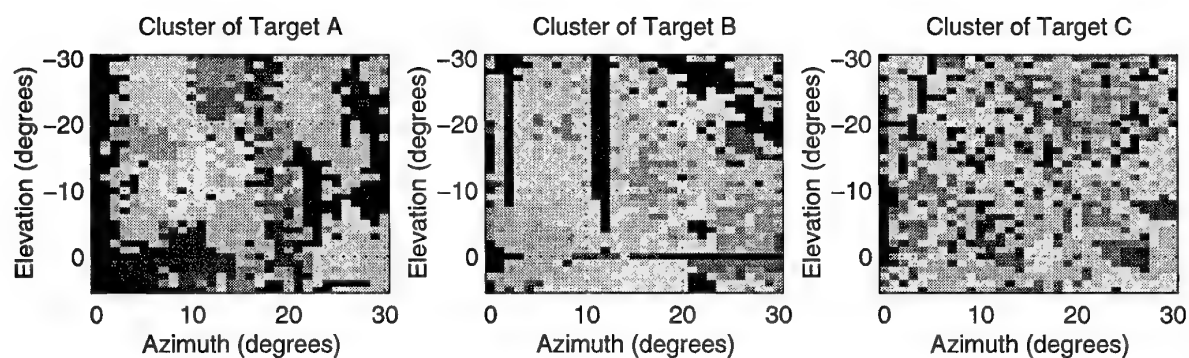 Cluster of Target A
Cluster of Target B
Cluster of Target C
Elevation (degrees)
−30
−20
−10
0
0 10 20 30
Azimuth (degrees)
Elevation (degrees)
−30
−20
−10
0
0 10 20 30
Azimuth (degrees)
Elevation (degrees)
−30
−20
−10
0
0 10 20 30
Azimuth (degrees)